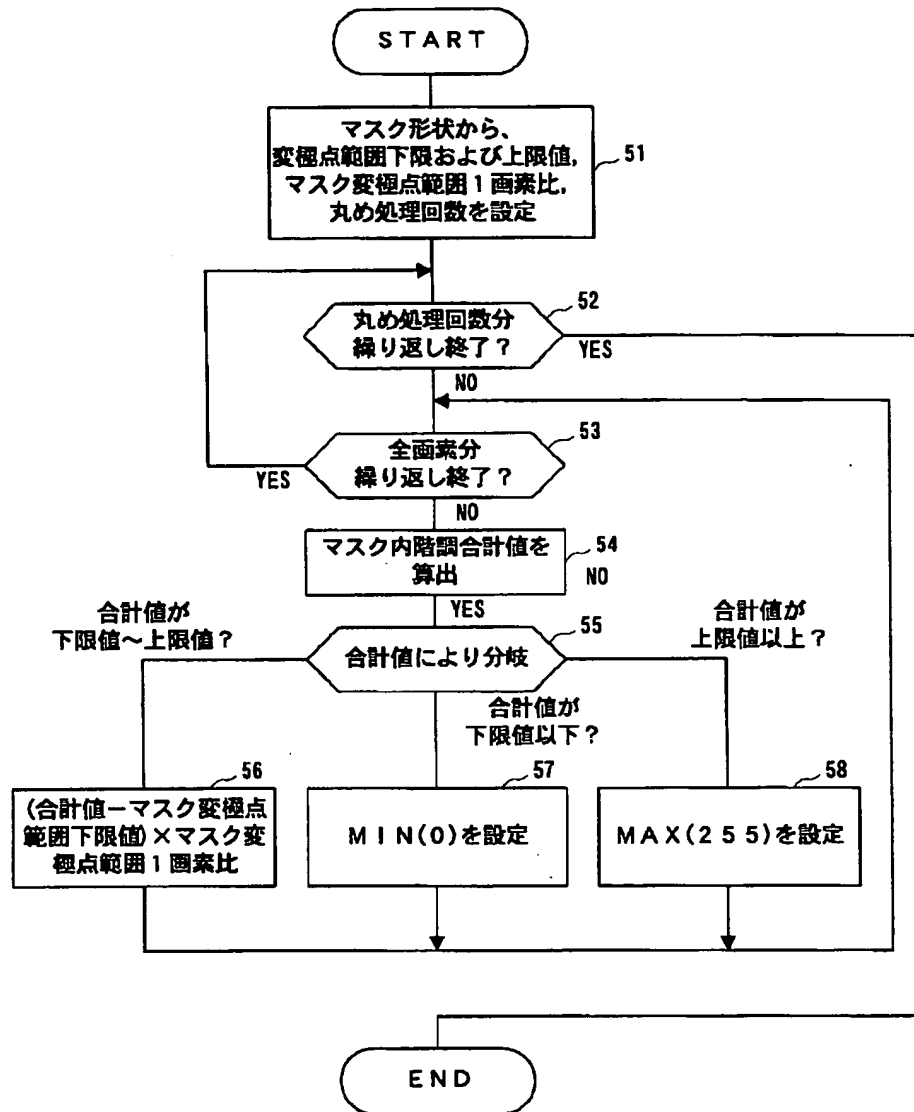 START
マスク形状から、
変極点範囲下限および上限値,
マスク変極点範囲1画素比,
丸め処理回数を設定
51
丸め処理回数分
繰り返し終了?
52
YES
NO
全画素分
繰り返し終了?
53
YES
NO
マスク内階調合計値を
算出
54
NO
YES
合計値が
下限値~上限値?
合計値により分岐
55
合計値が
上限値以上?
合計値が
下限値以下?
56
(合計値-マスク変極点
範囲下限値)×マスク変
極点範囲1画素比
57
MIN(0)を設定
58
MAX(255)を設定
END